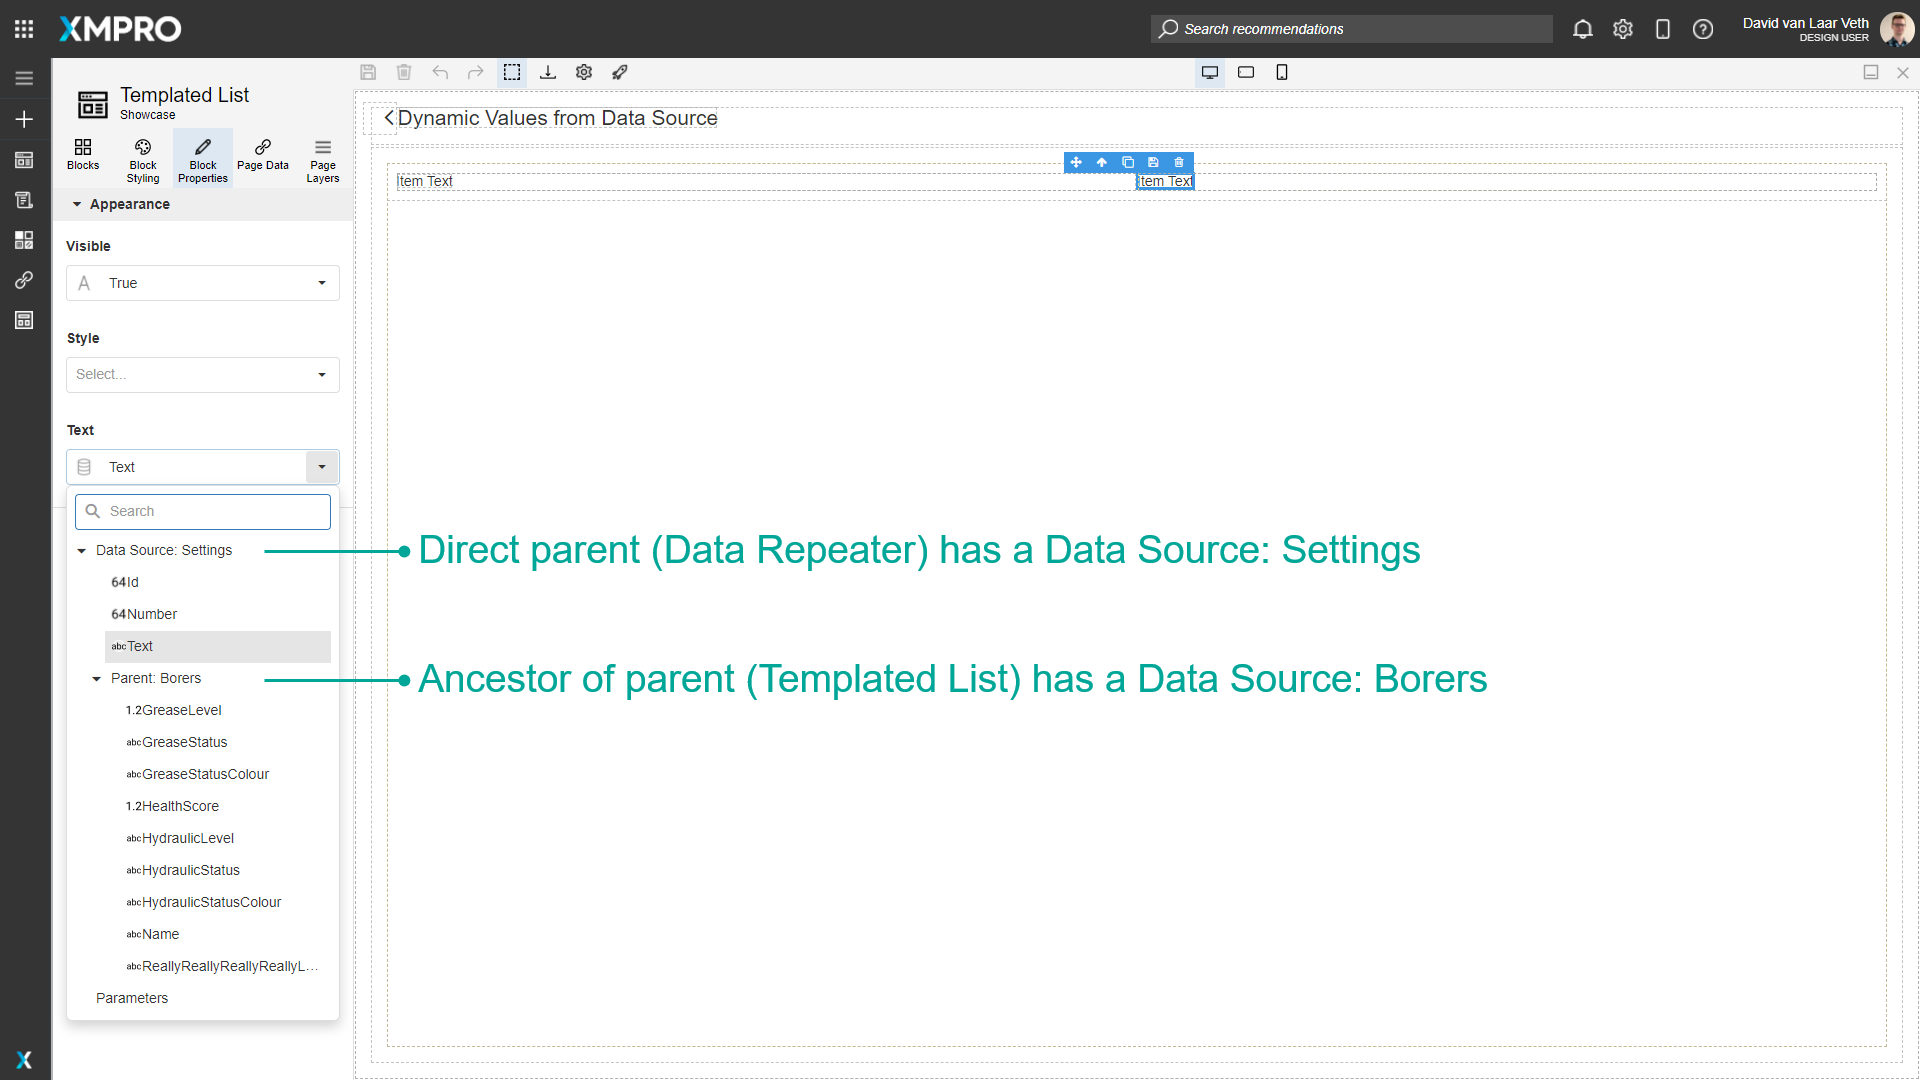 XMPRO
Search recommendations
David van Laar Veth
DESIGN USER
Templated List
Showcase
Blocks
Block Styling
Block Properties
Page Data
Page Layers
Appearance
Visible
A True
Style
Select...
Text
Text
Search
Data Source: Settings
64 Id
64 Number
abc Text
Parent: Borers
1.2 GreaseLevel
abc GreaseStatus
abc GreaseStatusColour
1.2 HealthScore
abc HydraulicLevel
abc HydraulicStatus
abc HydraulicStatusColour
abc Name
abc ReallyReallyReallyReallyL...
Parameters
Dynamic Values from Data Source
Item Text
Item Text
Direct parent (Data Repeater) has a Data Source: Settings
Ancestor of parent (Templated List) has a Data Source: Borers
X